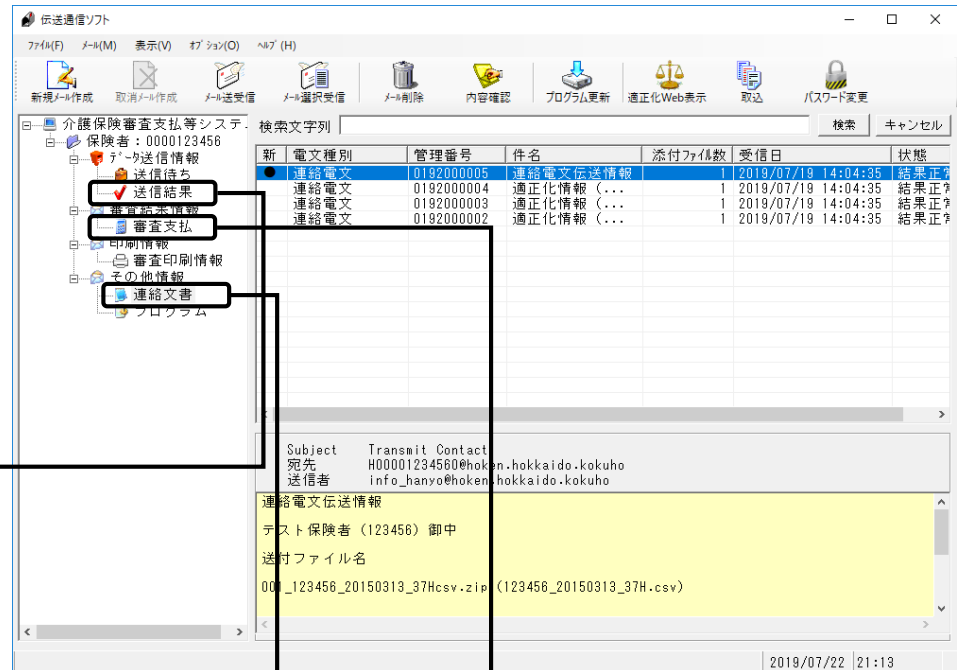 伝送通信ソフト
ﾌｧｲﾙ(F) ﾒｰﾙ(M) 表示(V) ｵﾌﾟｼｮﾝ(O) ﾍﾙﾌﾟ(H)
新規ﾒｰﾙ作成 取消ﾒｰﾙ作成 ﾒｰﾙ送受信 ﾒｰﾙ選択受信 ﾒｰﾙ削除 内容確認 プログラム更新 適正化Web表示 取込 パスワード変更
検索文字列 検索 キャンセル
介護保険審査支払等システ
保険者：0000123456
ﾃﾞｰﾀ送信情報
送信待ち
送信結果
審査結果情報
審査支払
印刷情報
審査印刷情報
その他情報
連絡文書
プログラム
新 電文種別 管理番号 件名 添付ﾌｧｲﾙ数 受信日 状態
● 連絡電文 0192000005 連絡電文伝送情報 1 2019/07/19 14:04:35 結果正常
連絡電文 0192000004 適正化情報 (... 1 2019/07/19 14:04:35 結果正常
連絡電文 0192000003 適正化情報 (... 1 2019/07/19 14:04:35 結果正常
連絡電文 0192000002 適正化情報 (... 1 2019/07/19 14:04:35 結果正常
Subject Transmit Contact
宛先 H00001234560@hoken.hokkaido.kokuho
送信者 info_hanyo@hoken.hokkaido.kokuho
連絡電文伝送情報
テスト保険者 (123456) 御中
送付ファイル名
001_123456_20150313_37Hcsv.zip (123456_20150313_37H.csv)
2019/07/22 21:13